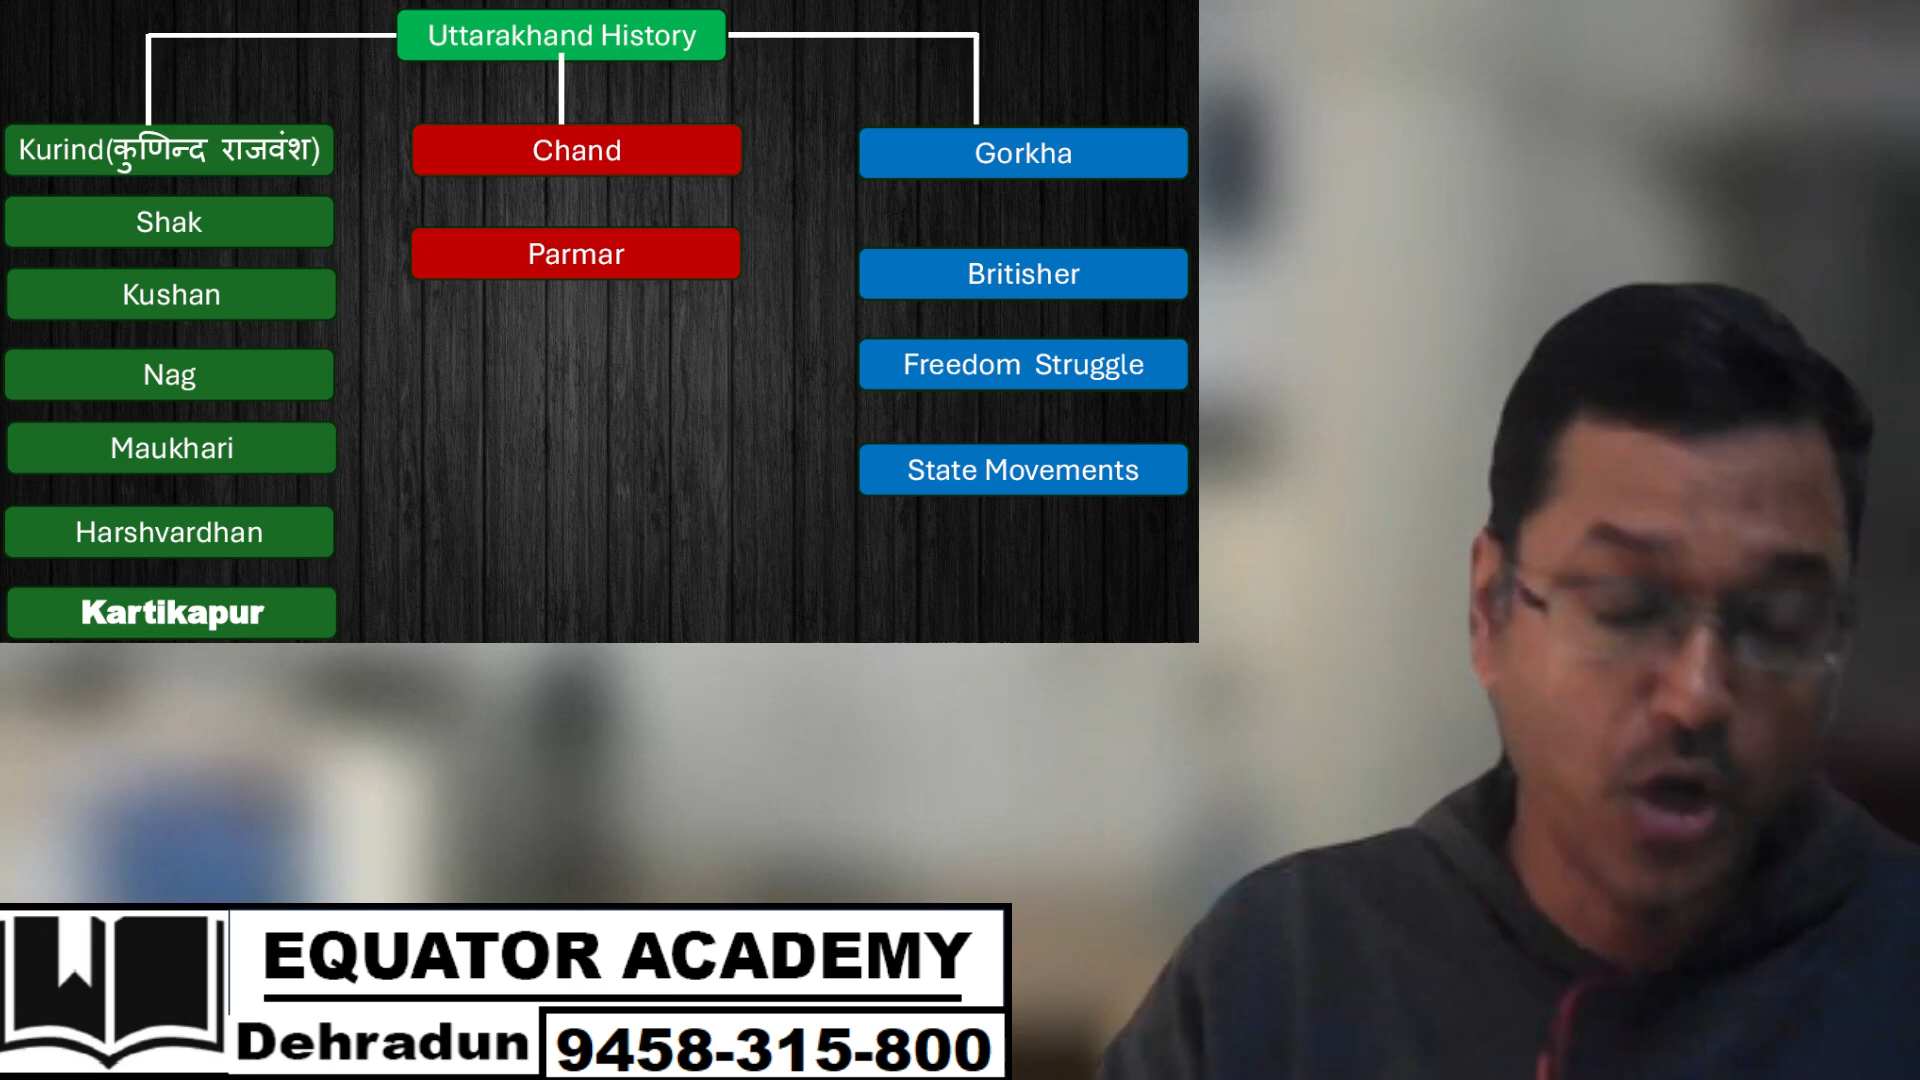 Uttarakhand History
Kurind(कुणिन्द राजवंश)
Shak
Kushan
Nag
Maukhari
Harshvardhan
Kartikapur
Chand
Parmar
Gorkha
Britisher
Freedom Struggle
State Movements
EQUATOR ACADEMY
Dehradun
9458-315-800